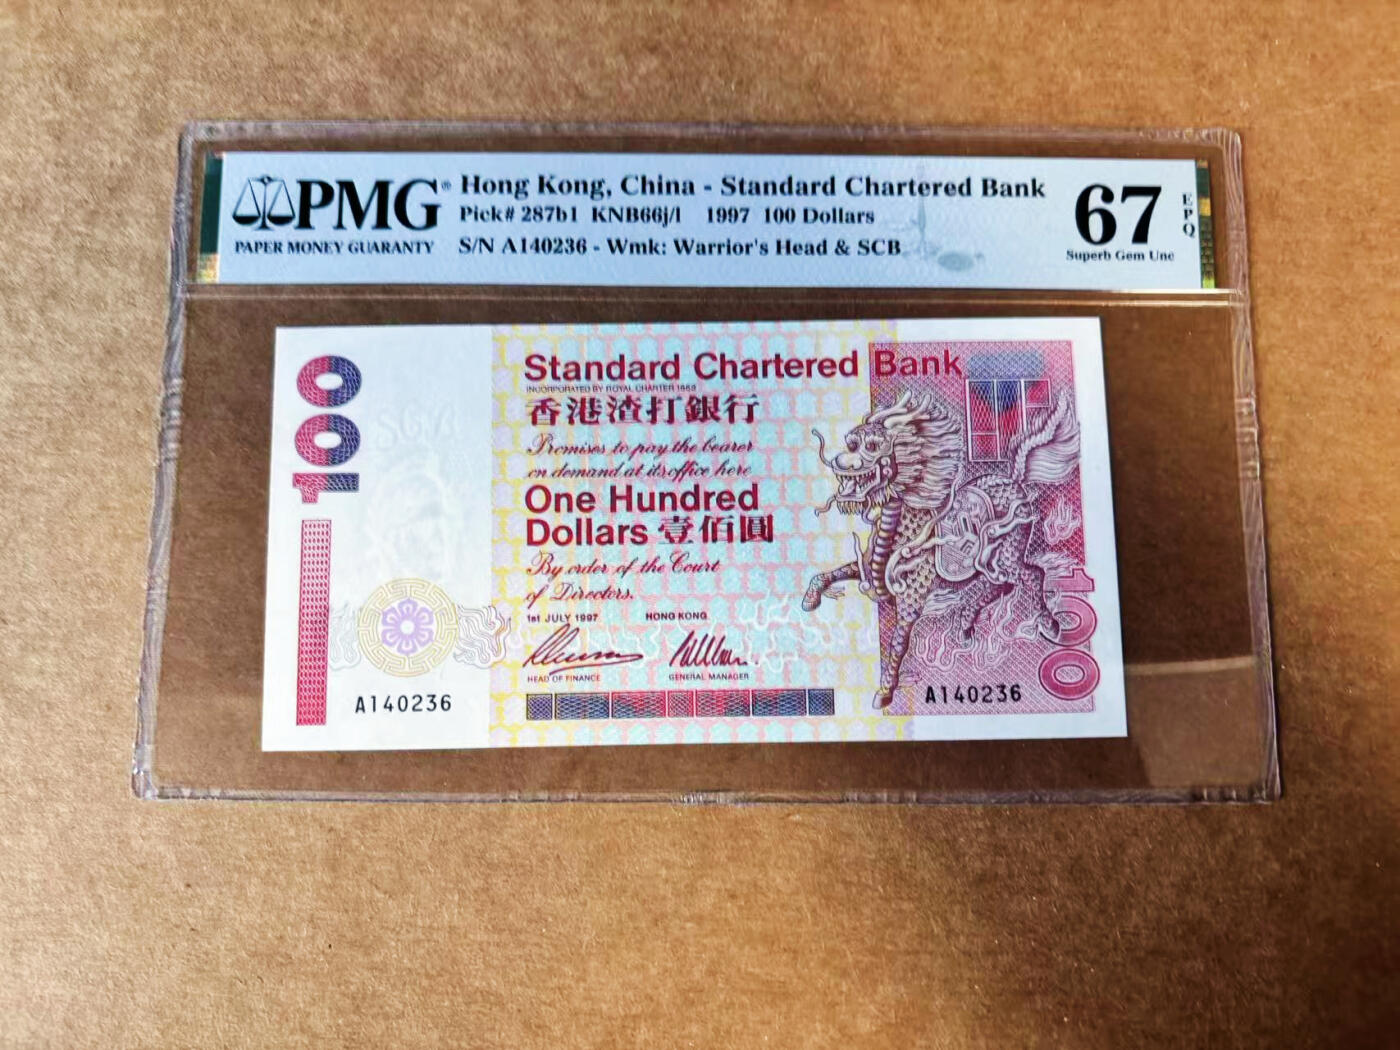 PMG®
PAPER MONEY GUARANTY
Hong Kong, China - Standard Chartered Bank
Pick# 287b1 KNB66j/l 1997 100 Dollars
S/N A140236 - Wmk: Warrior's Head & SCB
67
EPQ
Superb Gem Unc
100
Standard Chartered Bank
INCORPORATED BY ROYAL CHARTER 1853
香港渣打銀行
Promises to pay the bearer
on demand at its office here
One Hundred
Dollars 壹佰圓
By order of the Court
of Directors.
1st JULY 1997 HONG KONG
HEAD OF FINANCE GENERAL MANAGER
A140236
A140236
100